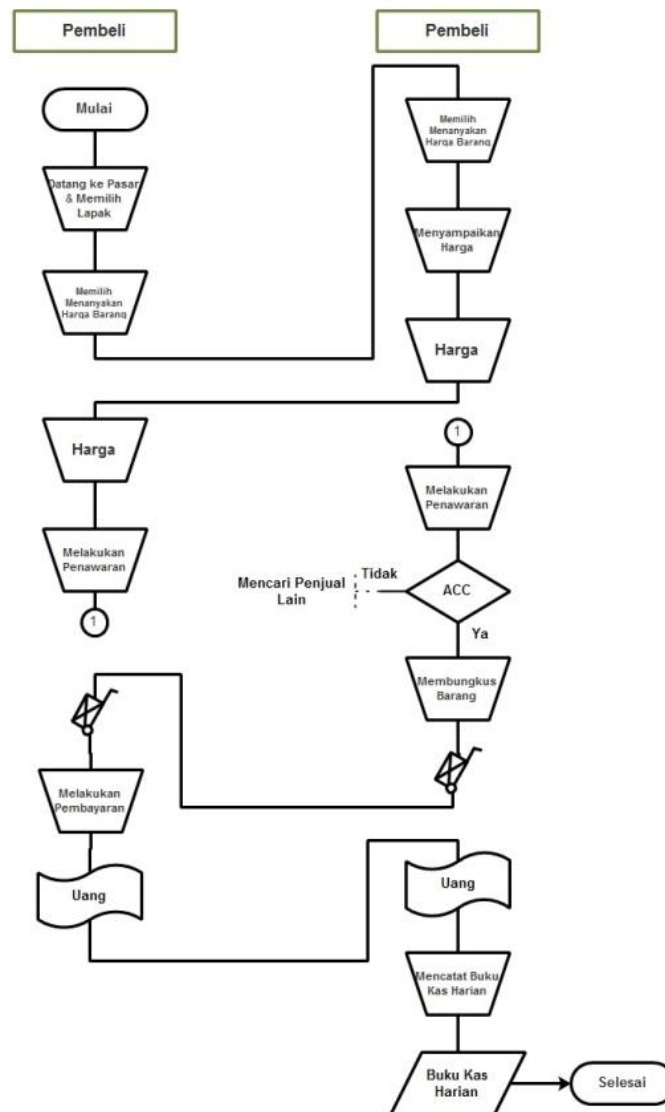 Pembeli
Mulai
Datang ke Pasar
& Memilih
Lapak
Memilih
Menanyakan
Harga Barang
Pembeli
Memilih
Menanyakan
Harga Barang
Menyampaikan
Harga
Harga
Harga
Melakukan
Penawaran
1
1
Melakukan
Penawaran
ACC
Tidak
Mencari Penjual
Lain
Ya
Membungkus
Barang
Melakukan
Pembayaran
Uang
Uang
Mencatat Buku
Kas Harian
Buku Kas
Harian
Selesai